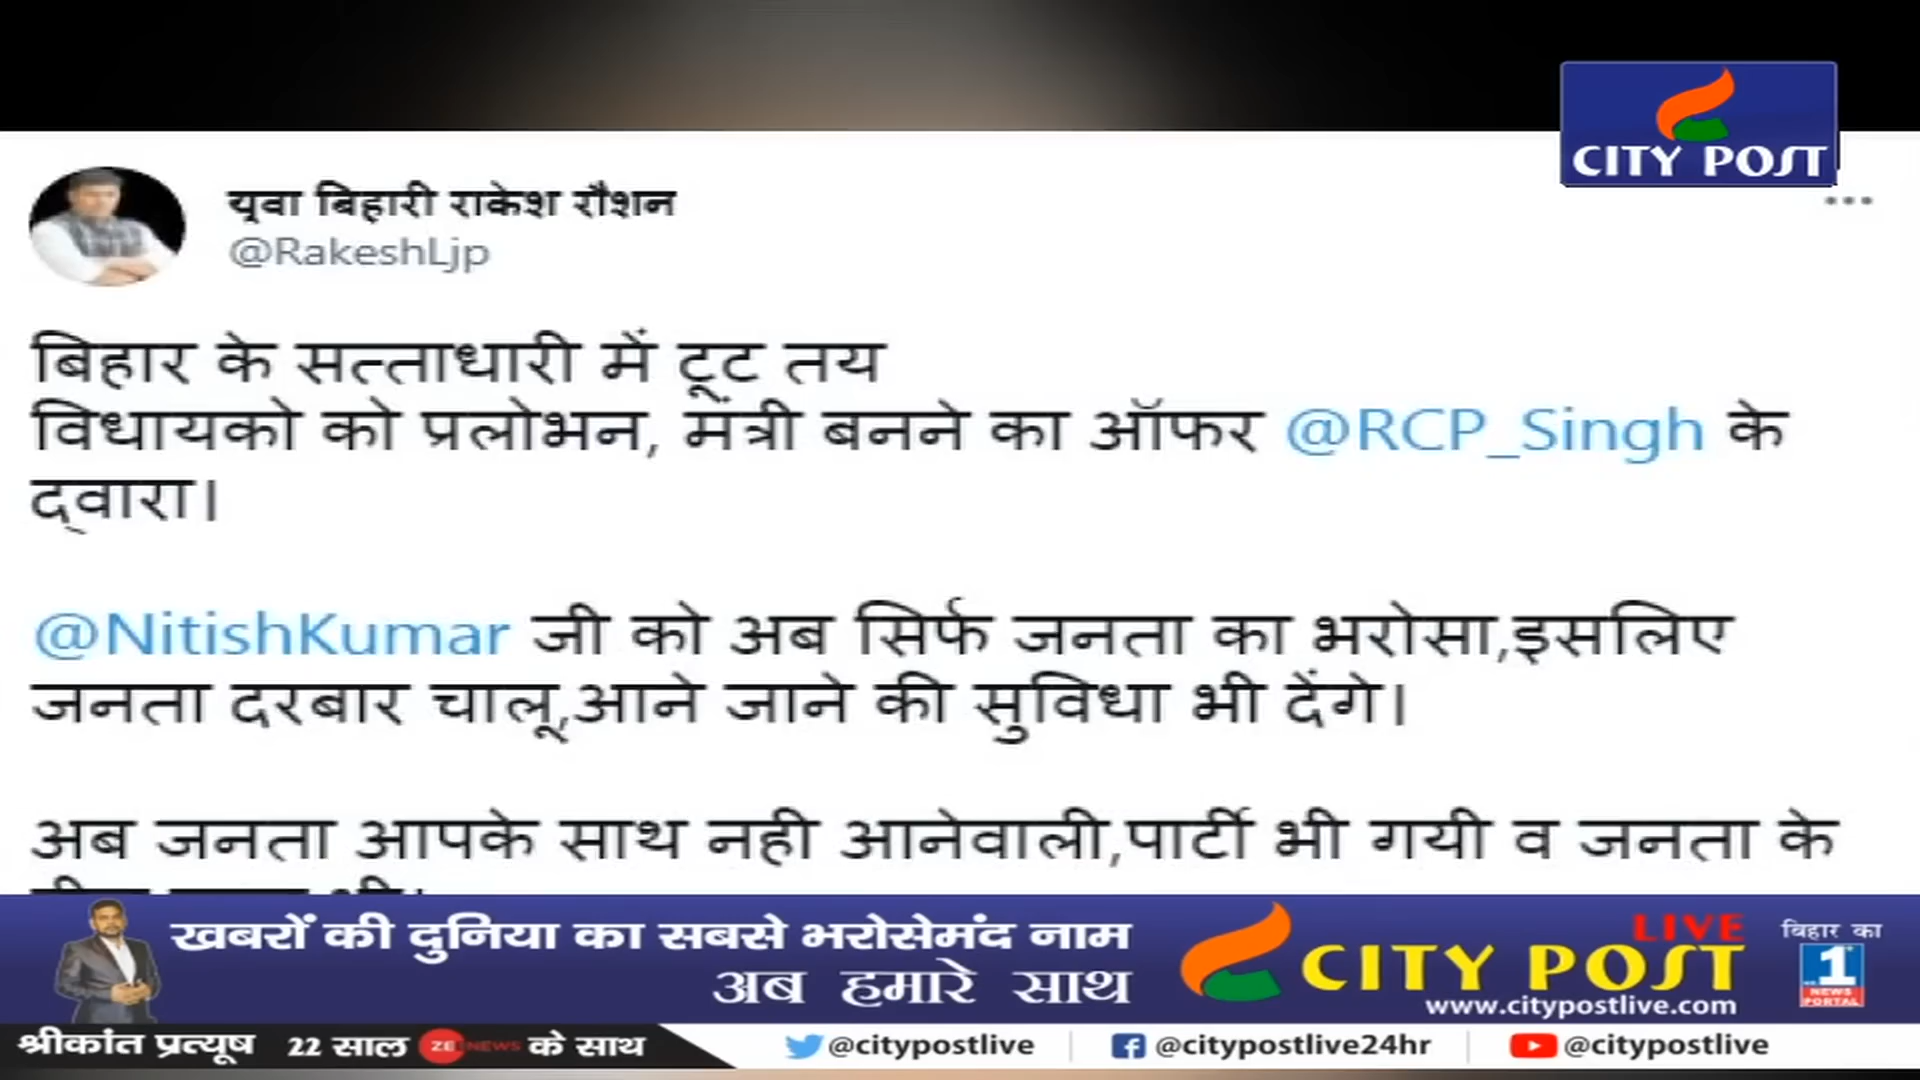 CITY POST
युवा बिहारी राकेश रौशन
@RakeshLjp
बिहार के सत्ताधारी में टूट तय
विधायको को प्रलोभन, मंत्री बनने का ऑफर @RCP_Singh के
द्वारा।
@NitishKumar जी को अब सिर्फ जनता का भरोसा,इसलिए
जनता दरबार चालू,आने जाने की सुविधा भी देंगे।
अब जनता आपके साथ नही आनेवाली,पार्टी भी गयी व जनता के
खबरों की दुनिया का सबसे भरोसेमंद नाम
अब हमारे साथ
LIVE
CITY POST
www.citypostlive.com
बिहार का
1
NEWS
PORTAL
श्रीकांत प्रत्यूष 22 साल ZEE NEWS के साथ
@citypostlive
@citypostlive24hr
@citypostlive